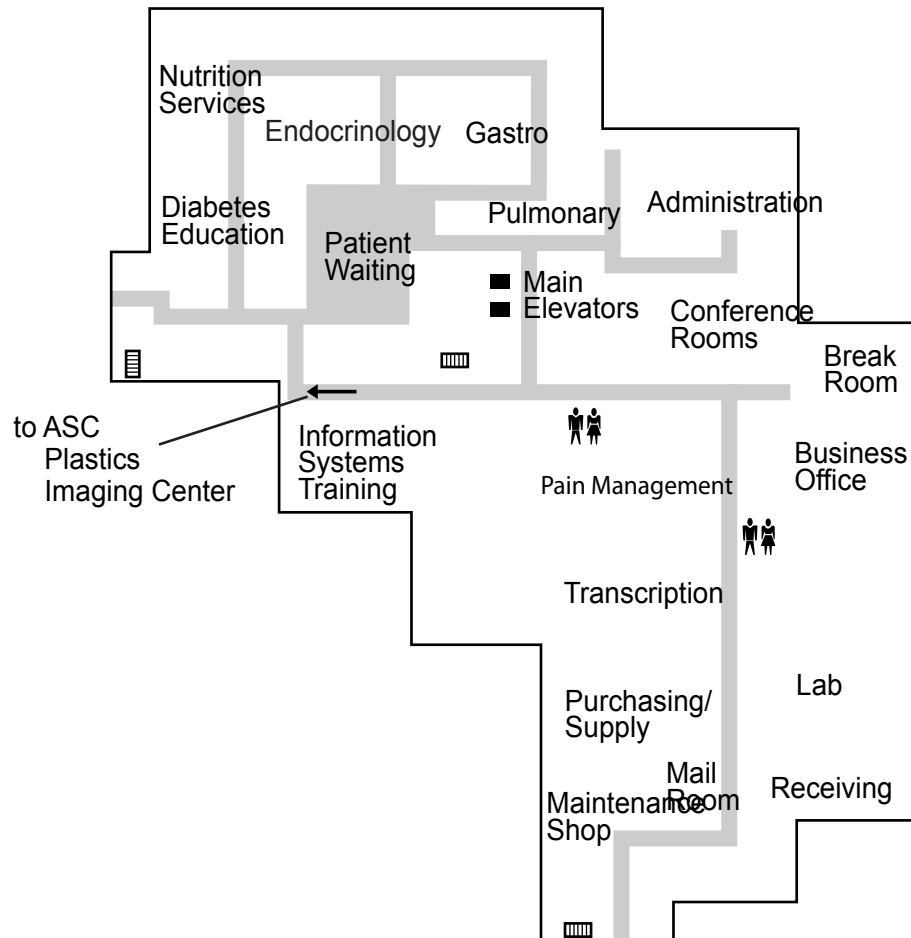 Nutrition
Services
Endocrinology
Gastro
Diabetes
Education
Patient
Waiting
Pulmonary
Administration
Main
Elevators
Conference
Rooms
Break
Room
to ASC
Plastics
Imaging Center
Information
Systems
Training
Pain Management
Business
Office
Transcription
Purchasing/
Supply
Lab
Mail
Room
Receiving
Maintenance
Shop